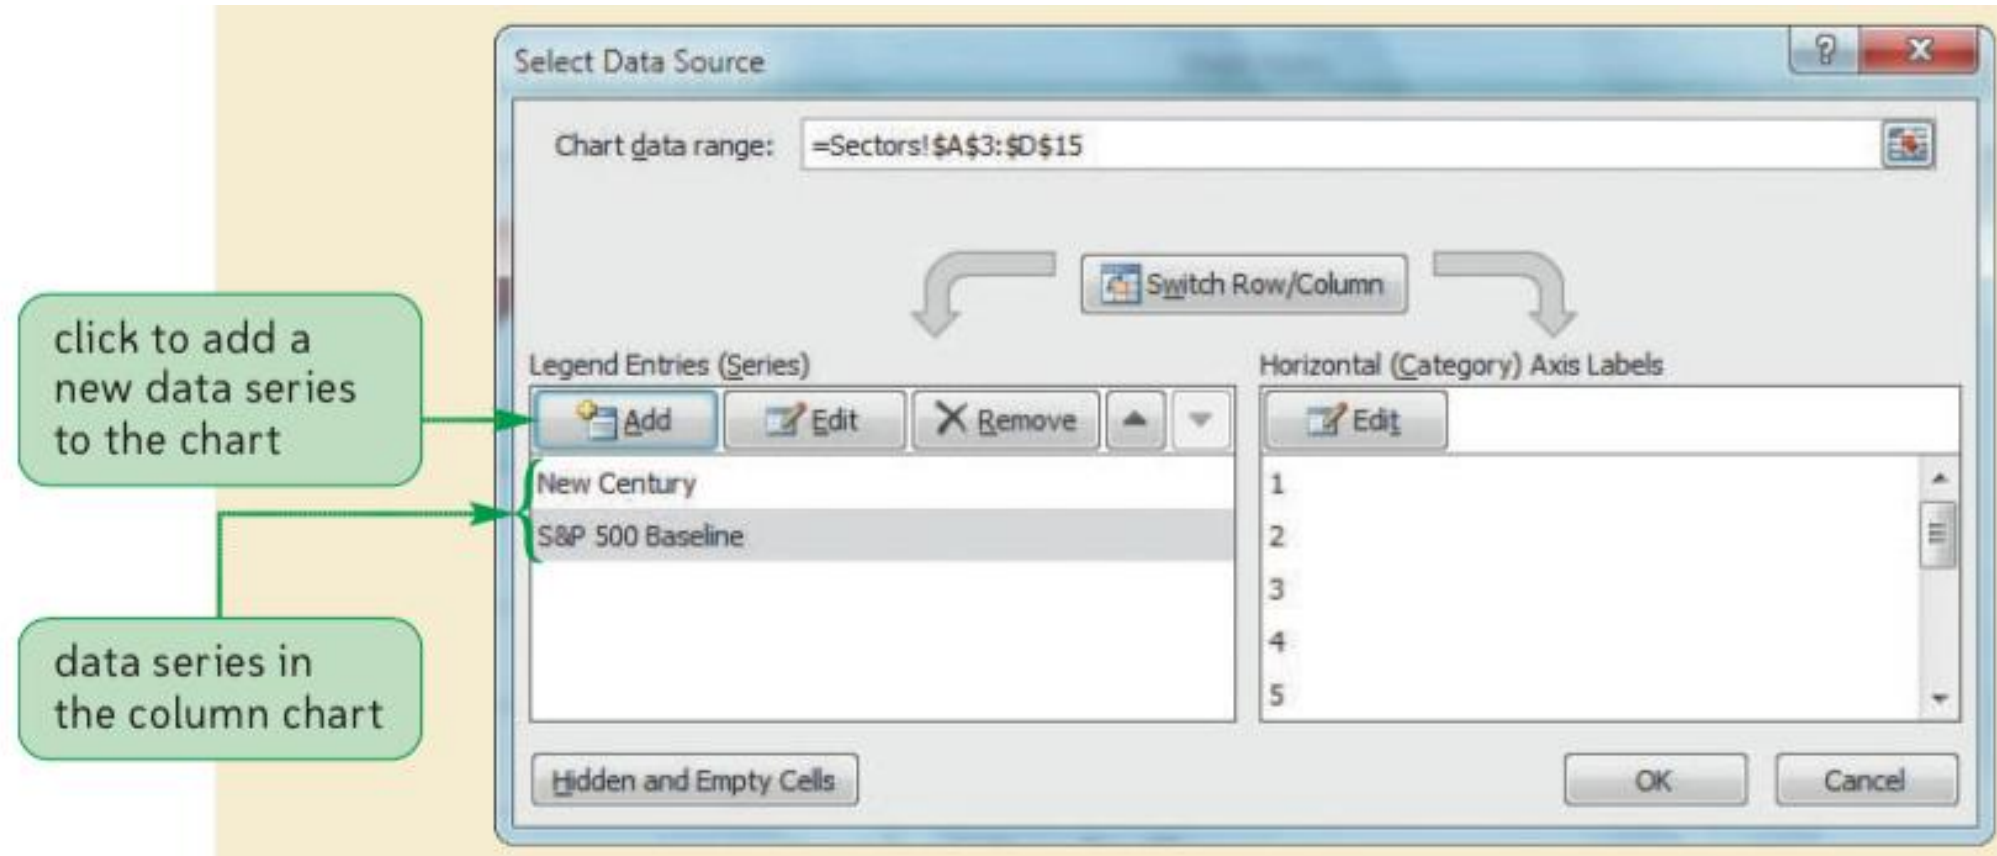 Select Data Source
?
Chart data range: =Sectors!$A$3:$D$15
Switch Row/Column
click to add a
new data series
to the chart
Legend Entries (Series)
Add Edit Remove
New Century
S&P 500 Baseline
Horizontal (Category) Axis Labels
Edit
1
2
3
4
5
data series in
the column chart
Hidden and Empty Cells
OK Cancel